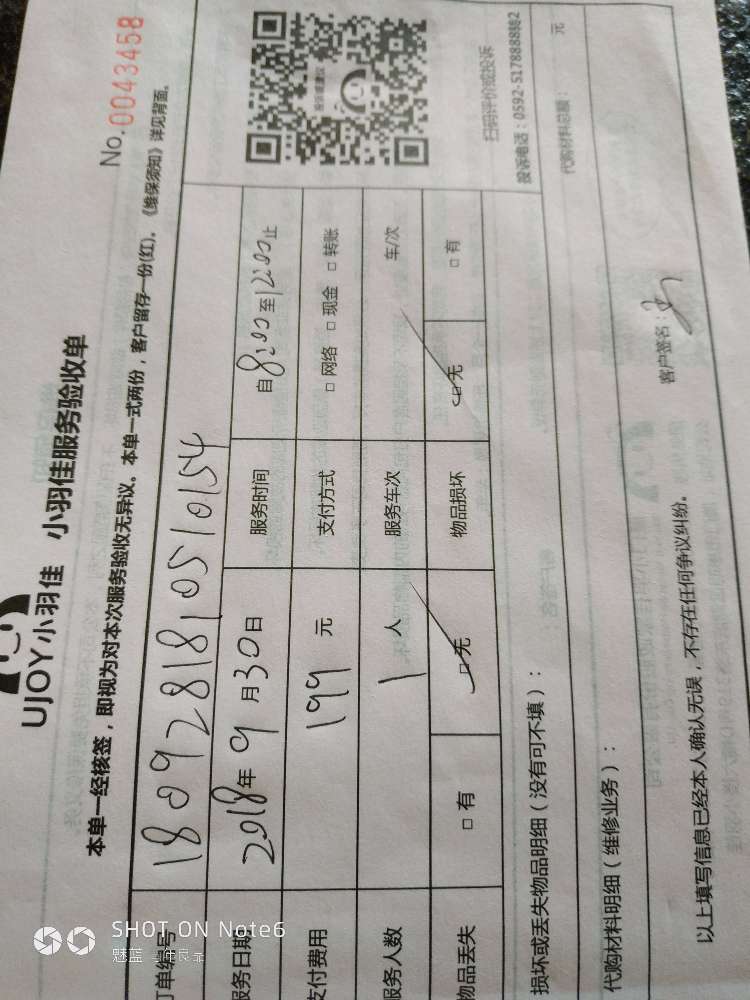 UJOY小羽佳 小羽佳服务验收单
No.0043458
本单一经核签，即视为对本次服务验收无异议。本单一式两份，客户留存一份(红)。《维保须知》详见背面。
订单编号 1809281810510154
服务日期 2018年9月30日 服务时间 自8:00至12:00止
支付费用 199元 支付方式 □网络 □现金 □转账
服务人数 1人 服务车次 车/次
物品丢失 □有 □无 物品损坏 □无 □有
扫码评价或投诉
投诉电话：0592-5178888转2
损坏或丢失物品明细（没有可不填）：
代购材料明细（维修业务）： 代购材料总额： 元
以上填写信息已经本人确认无误，不存在任何争议纠纷。 客户签名：
SHOT ON Note6
魅蓝